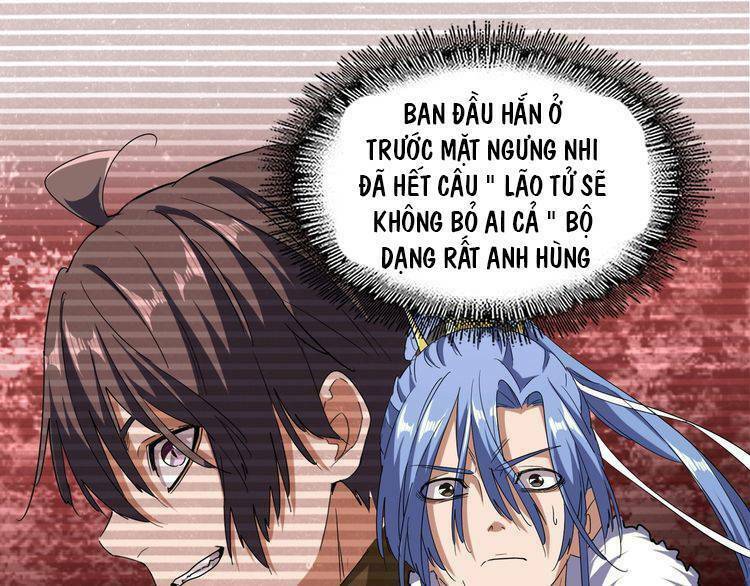 BAN ĐẦU HẮN Ở
TRƯỚC MẶT NGƯNG NHI
ĐÃ HẾT CÂU " LÃO TỬ SẼ
KHÔNG BỎ AI CẢ " BỘ
DẠNG RẤT ANH HÙNG